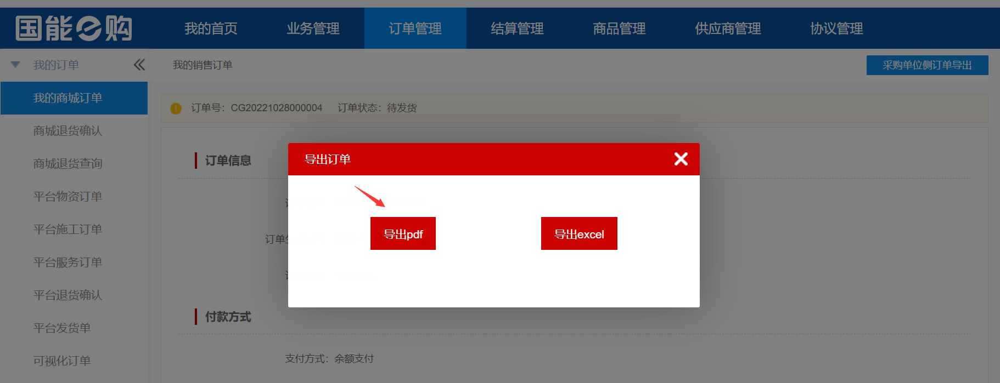 国能e购
我的首页 业务管理 订单管理 结算管理 商品管理 供应商管理 协议管理
我的订单
我的商城订单
商城退货确认
商城退货查询
平台物资订单
平台施工订单
平台服务订单
平台退货确认
平台发货单
可视化订单
我的销售订单
采购单位侧订单导出
订单号：CG20221028000004 订单状态：待发货
订单信息
导出订单
导出pdf 导出excel
订单
付款方式
支付方式：余额支付